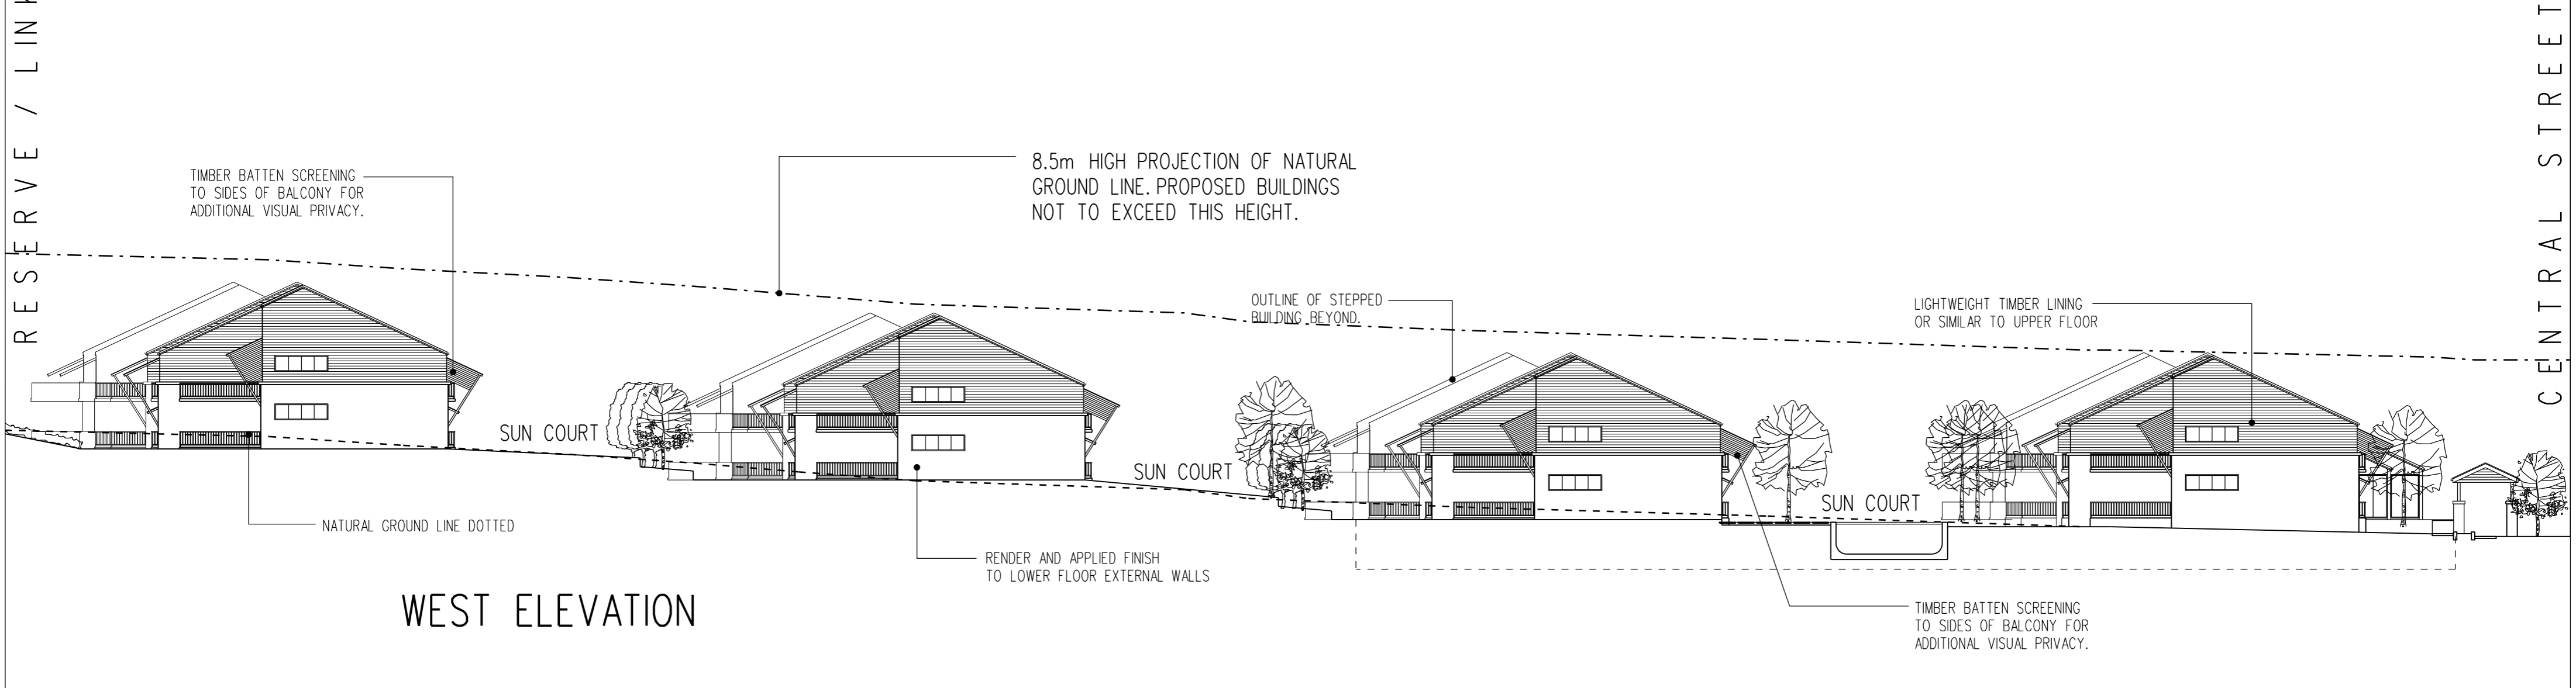 RESERVE / LINK
TIMBER BATTEN SCREENING
TO SIDES OF BALCONY FOR
ADDITIONAL VISUAL PRIVACY.
8.5m HIGH PROJECTION OF NATURAL
GROUND LINE. PROPOSED BUILDINGS
NOT TO EXCEED THIS HEIGHT.
OUTLINE OF STEPPED
BUILDING BEYOND.
LIGHTWEIGHT TIMBER LINING
OR SIMILAR TO UPPER FLOOR
CENTRAL STREET
SUN COURT
SUN COURT
SUN COURT
NATURAL GROUND LINE DOTTED
RENDER AND APPLIED FINISH
TO LOWER FLOOR EXTERNAL WALLS
TIMBER BATTEN SCREENING
TO SIDES OF BALCONY FOR
ADDITIONAL VISUAL PRIVACY.
WEST ELEVATION